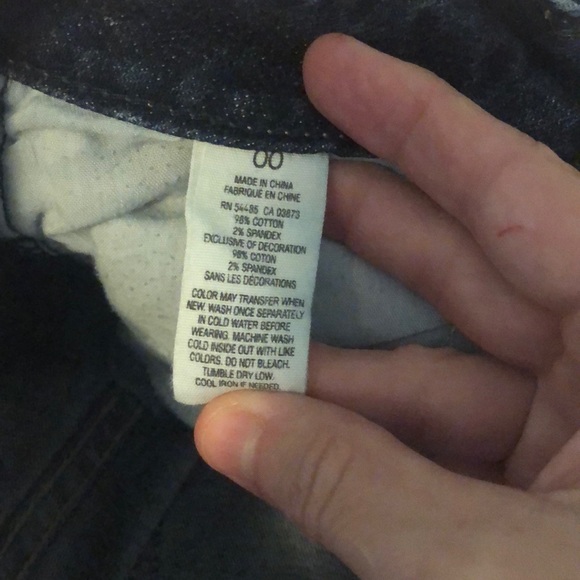 00
MADE IN CHINA
FABRIQUÉ EN CHINE
RN 54485 CA 03873
98% COTTON
2% SPANDEX
EXCLUSIVE OF DECORATION
98% COTON
2% SPANDEX
SANS LES DÉCORATIONS
COLOR MAY TRANSFER WHEN
NEW. WASH ONCE SEPARATELY
IN COLD WATER BEFORE
WEARING. MACHINE WASH
COLD INSIDE OUT WITH LIKE
COLORS. DO NOT BLEACH.
TUMBLE DRY LOW.
COOL IRON IF NEEDED.